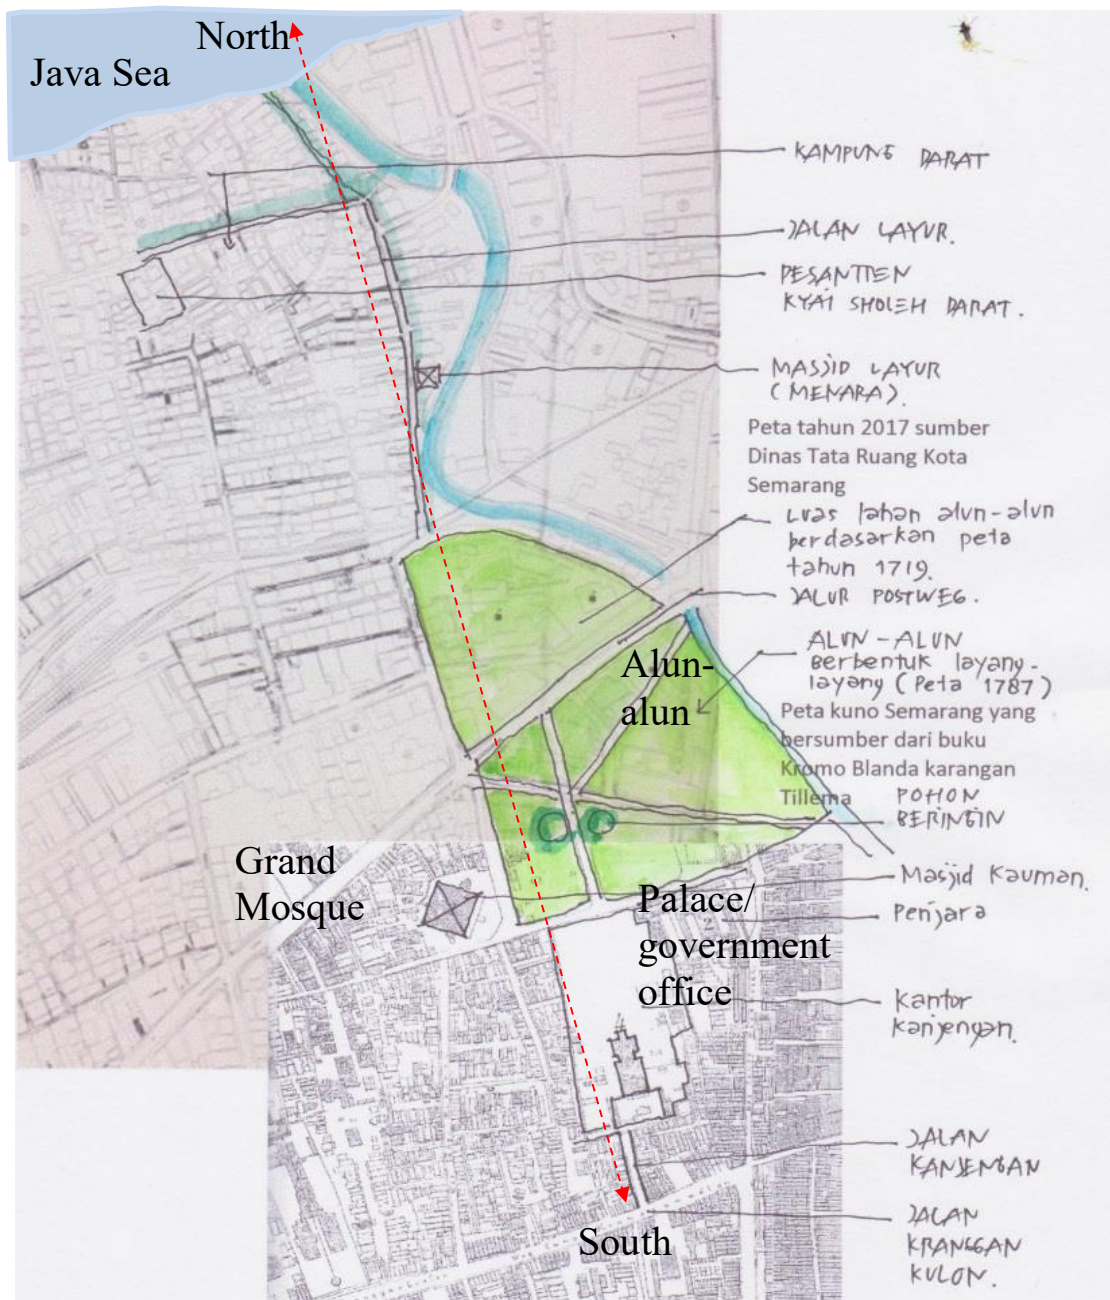 North
Java Sea
KAMPUNG DARAT
JALAN LAYUR.
PESANTTEN
KYAI SHOLEH DARAT.
MASJID LAYUR
(MENARA).
Peta tahun 2017 sumber
Dinas Tata Ruang Kota
Semarang
Luas lahan alun-alun
berdasarkan peta
tahun 1719.
JALUR POSTWEG.
ALUN-ALUN
Berbentuk layang-
layang (Peta 1787)
Alun-
alun
Peta kuno Semarang yang
bersumber dari buku
Kromo Blanda karangan
Tillema
POHON
BERINGIN
Grand
Mosque
Masjid Kauman.
Palace/
government
office
Penjara
Kantor
Kanjengan.
JALAN
KANJENGAN
South
JALAN
KRANGGAN
KULON.